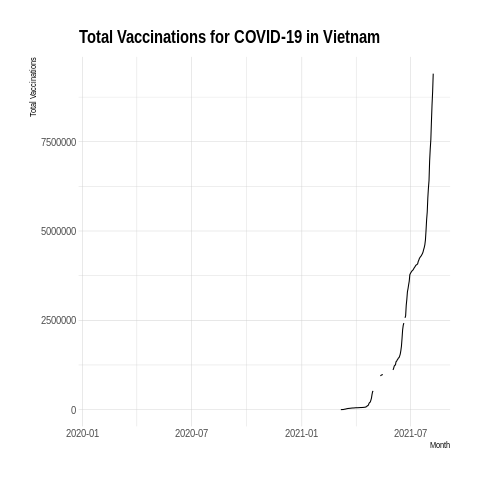 Total Vaccinations for COVID-19 in Vietnam
Total Vaccinations
7500000
5000000
2500000
0
2020-01 2020-07 2021-01 2021-07
Month